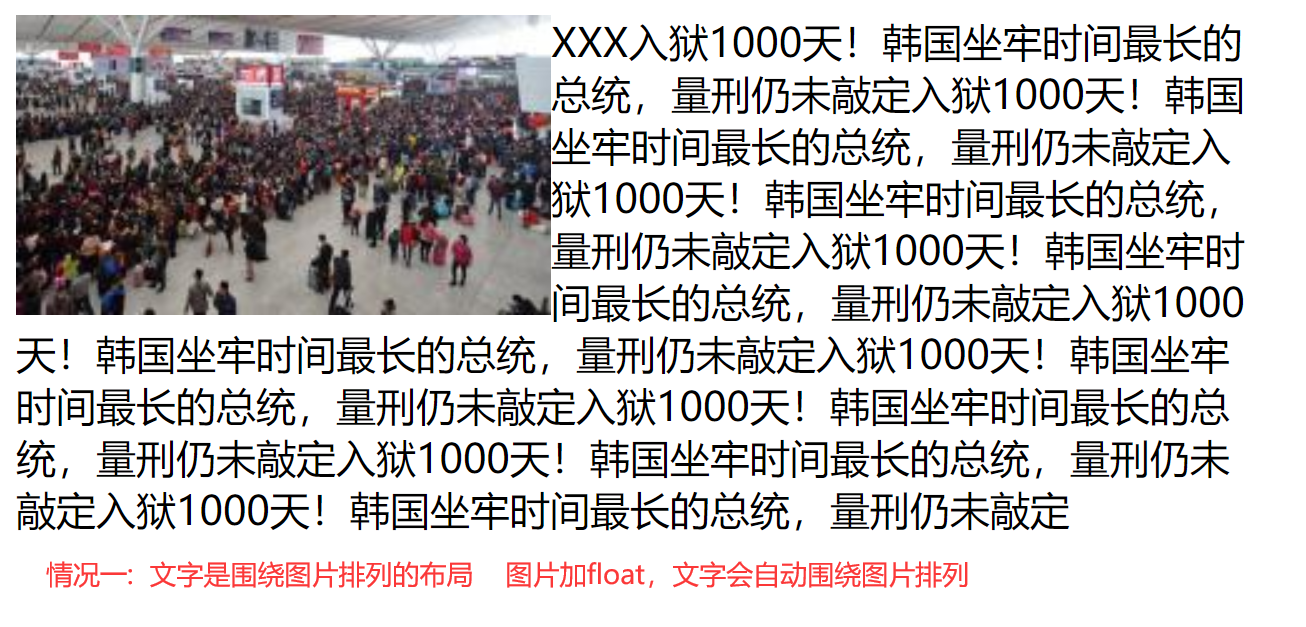 XXX入狱1000天！韩国坐牢时间最长的
总统，量刑仍未敲定入狱1000天！韩国
坐牢时间最长的总统，量刑仍未敲定入
狱1000天！韩国坐牢时间最长的总统，
量刑仍未敲定入狱1000天！韩国坐牢时
间最长的总统，量刑仍未敲定入狱1000
天！韩国坐牢时间最长的总统，量刑仍未敲定入狱1000天！韩国坐牢
时间最长的总统，量刑仍未敲定入狱1000天！韩国坐牢时间最长的总
统，量刑仍未敲定入狱1000天！韩国坐牢时间最长的总统，量刑仍未
敲定入狱1000天！韩国坐牢时间最长的总统，量刑仍未敲定
情况一：文字是围绕图片排列的布局 图片加float，文字会自动围绕图片排列